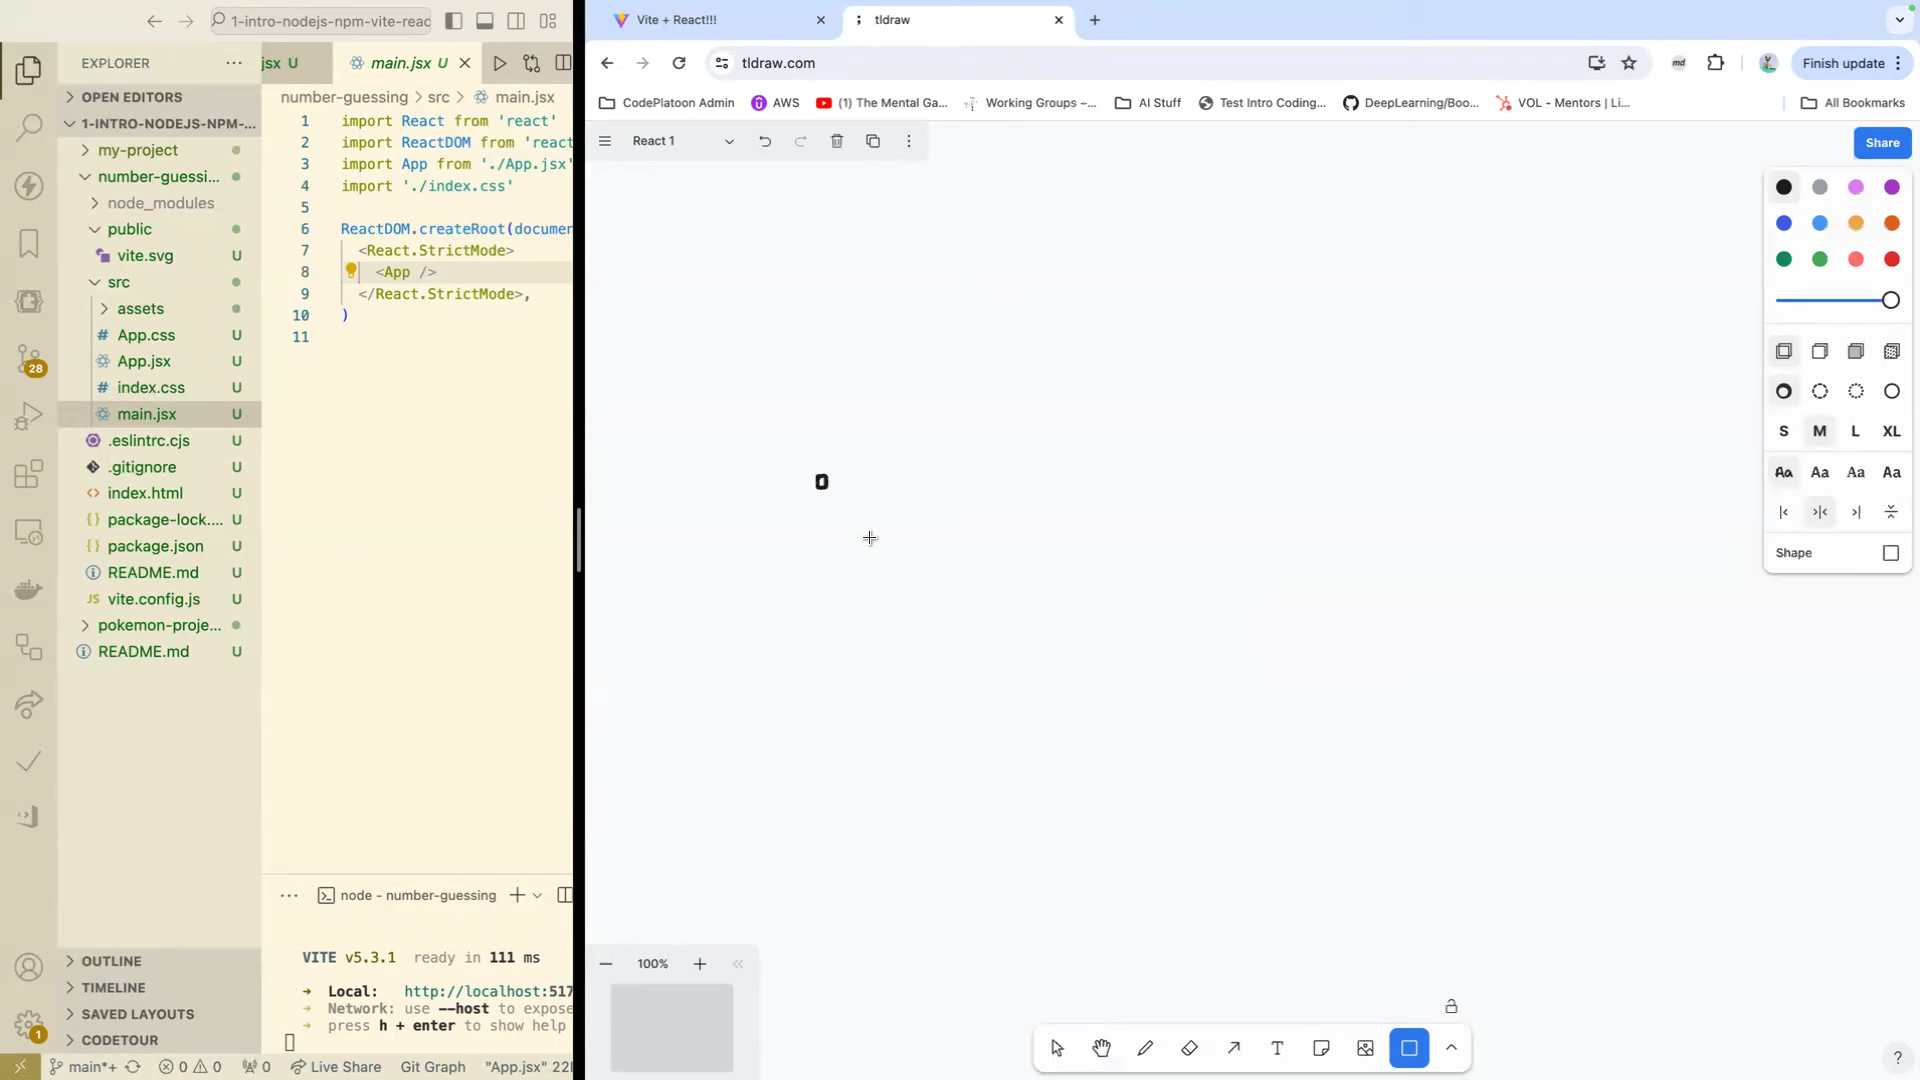 1-intro-nodejs-npm-vite-reac
EXPLORER
OPEN EDITORS
1-INTRO-NODEJS-NPM-...
my-project
number-guessi...
node_modules
public
vite.svg U
src
assets
App.css U
App.jsx U
index.css U
main.jsx U
.eslintrc.cjs U
.gitignore U
index.html U
package-lock.... U
package.json U
README.md U
vite.config.js U
pokemon-proje...
README.md U
28
1
OUTLINE
TIMELINE
SAVED LAYOUTS
CODETOUR
jsx U
main.jsx U
number-guessing > src > main.jsx
1 import React from 'react'
2 import ReactDOM from 'react
3 import App from './App.jsx'
4 import './index.css'
5
6 ReactDOM.createRoot(documen
7 <React.StrictMode>
8 <App />
9 </React.StrictMode>,
10 )
11
node - number-guessing
VITE v5.3.1 ready in 111 ms
➜ Local: http://localhost:517
➜ Network: use --host to expose
➜ press h + enter to show help
main*+ 0 0 0 Live Share Git Graph "App.jsx" 22
Vite + React!!!
tldraw
tldraw.com
Finish update
CodePlatoon Admin
AWS
(1) The Mental Ga...
Working Groups –...
AI Stuff
Test Intro Coding...
DeepLearning/Boo...
VOL - Mentors | Li...
All Bookmarks
md
React 1
Share
S M L XL
Aa Aa Aa Aa
Shape
100%
T
?